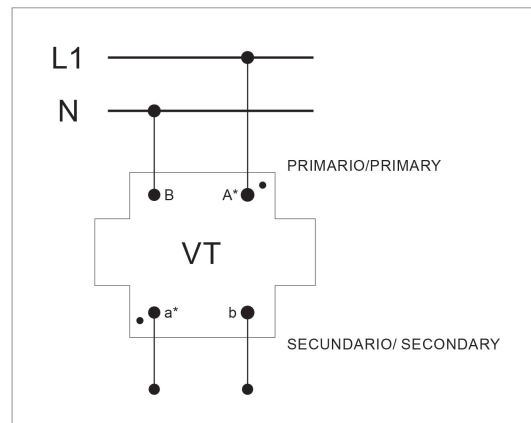 L1
N
PRIMARIO/PRIMARY
B A*
VT
a* b
SECUNDARIO/ SECONDARY